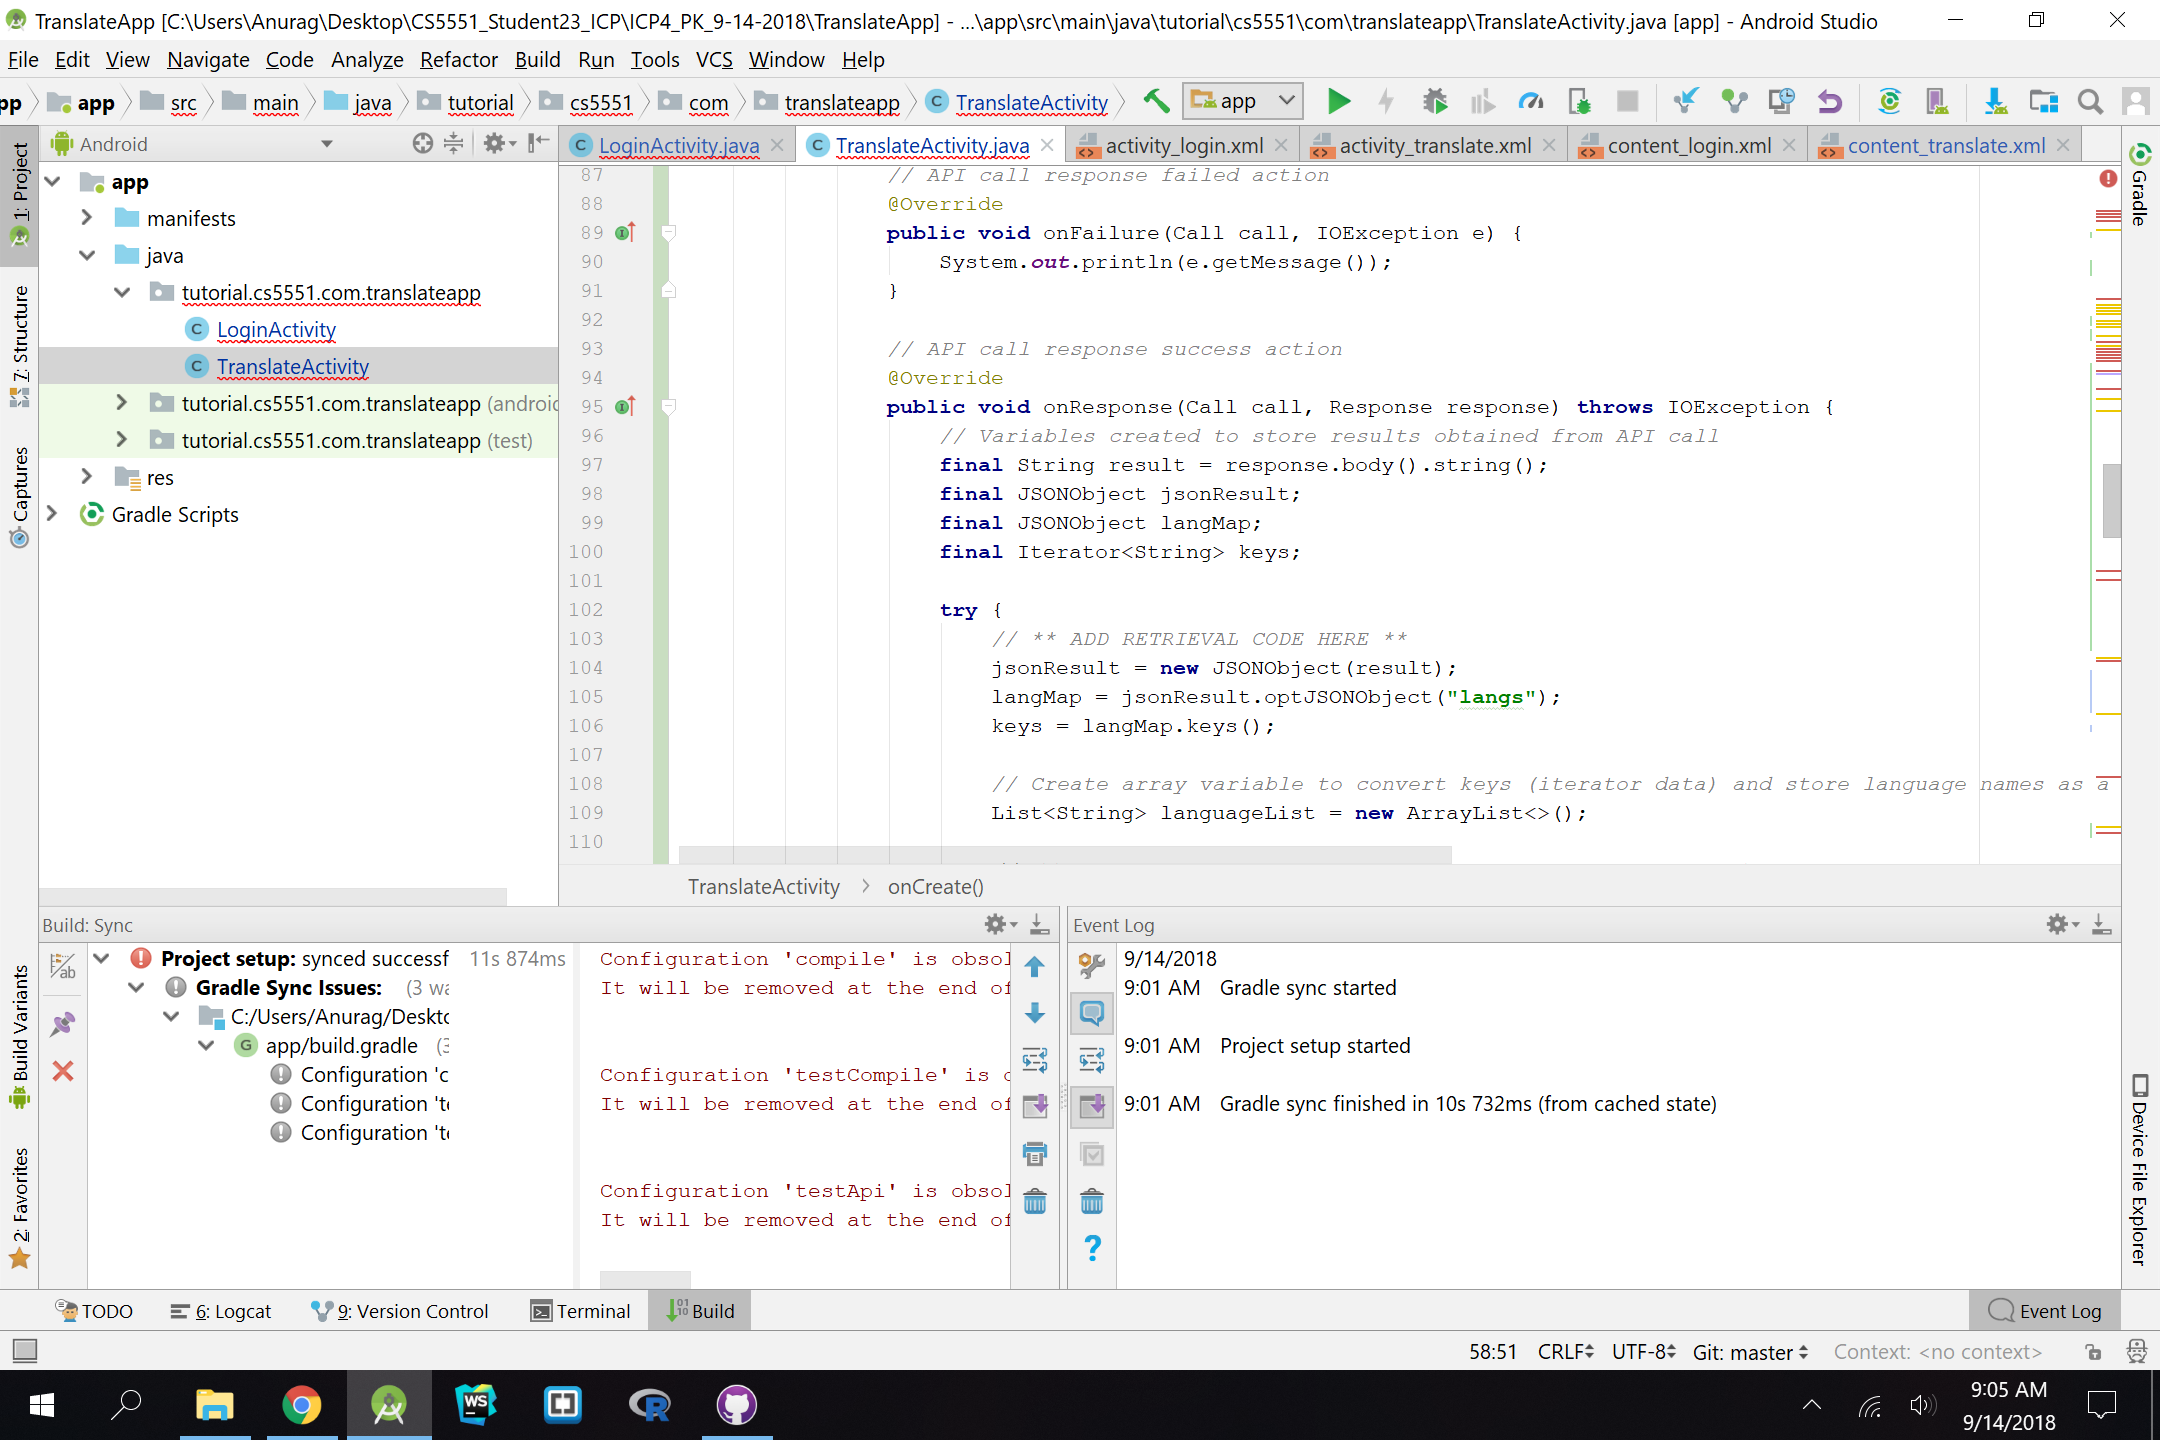 TranslateApp [C:\Users\Anurag\Desktop\CS5551_Student23_ICP\ICP4_PK_9-14-2018\TranslateApp] - ...\app\src\main\java\tutorial\cs5551\com\translateapp\TranslateActivity.java [app] - Android Studio
File Edit View Navigate Code Analyze Refactor Build Run Tools VCS Window Help
pp app src main java tutorial cs5551 com translateapp C TranslateActivity app
Android
LoginActivity.java TranslateActivity.java activity_login.xml activity_translate.xml content_login.xml content_translate.xml
1: Project
7: Structure
Captures
Build Variants
2: Favorites
app
manifests
java
tutorial.cs5551.com.translateapp
C LoginActivity
C TranslateActivity
tutorial.cs5551.com.translateapp (androic
tutorial.cs5551.com.translateapp (test)
res
Gradle Scripts
87 // API call response failed action
88 @Override
89 public void onFailure(Call call, IOException e) {
90 System.out.println(e.getMessage());
91 }
92
93 // API call response success action
94 @Override
95 public void onResponse(Call call, Response response) throws IOException {
96 // Variables created to store results obtained from API call
97 final String result = response.body().string();
98 final JSONObject jsonResult;
99 final JSONObject langMap;
100 final Iterator<String> keys;
101
102 try {
103 // ** ADD RETRIEVAL CODE HERE **
104 jsonResult = new JSONObject(result);
105 langMap = jsonResult.optJSONObject("langs");
106 keys = langMap.keys();
107
108 // Create array variable to convert keys (iterator data) and store language names as a
109 List<String> languageList = new ArrayList<>();
110
TranslateActivity onCreate()
Gradle
Device File Explorer
Build: Sync
Project setup: synced successf 11s 874ms
Gradle Sync Issues: (3 wa
C:/Users/Anurag/Deskto
G app/build.gradle (3
Configuration 'c
Configuration 'te
Configuration 'te
Configuration 'compile' is obsol
It will be removed at the end of
Configuration 'testCompile' is o
It will be removed at the end of
Configuration 'testApi' is obsol
It will be removed at the end of
Event Log
9/14/2018
9:01 AM Gradle sync started
9:01 AM Project setup started
9:01 AM Gradle sync finished in 10s 732ms (from cached state)
TODO 6: Logcat 9: Version Control Terminal Build Event Log
58:51 CRLF UTF-8 Git: master Context: <no context>
WS R
9:05 AM
9/14/2018